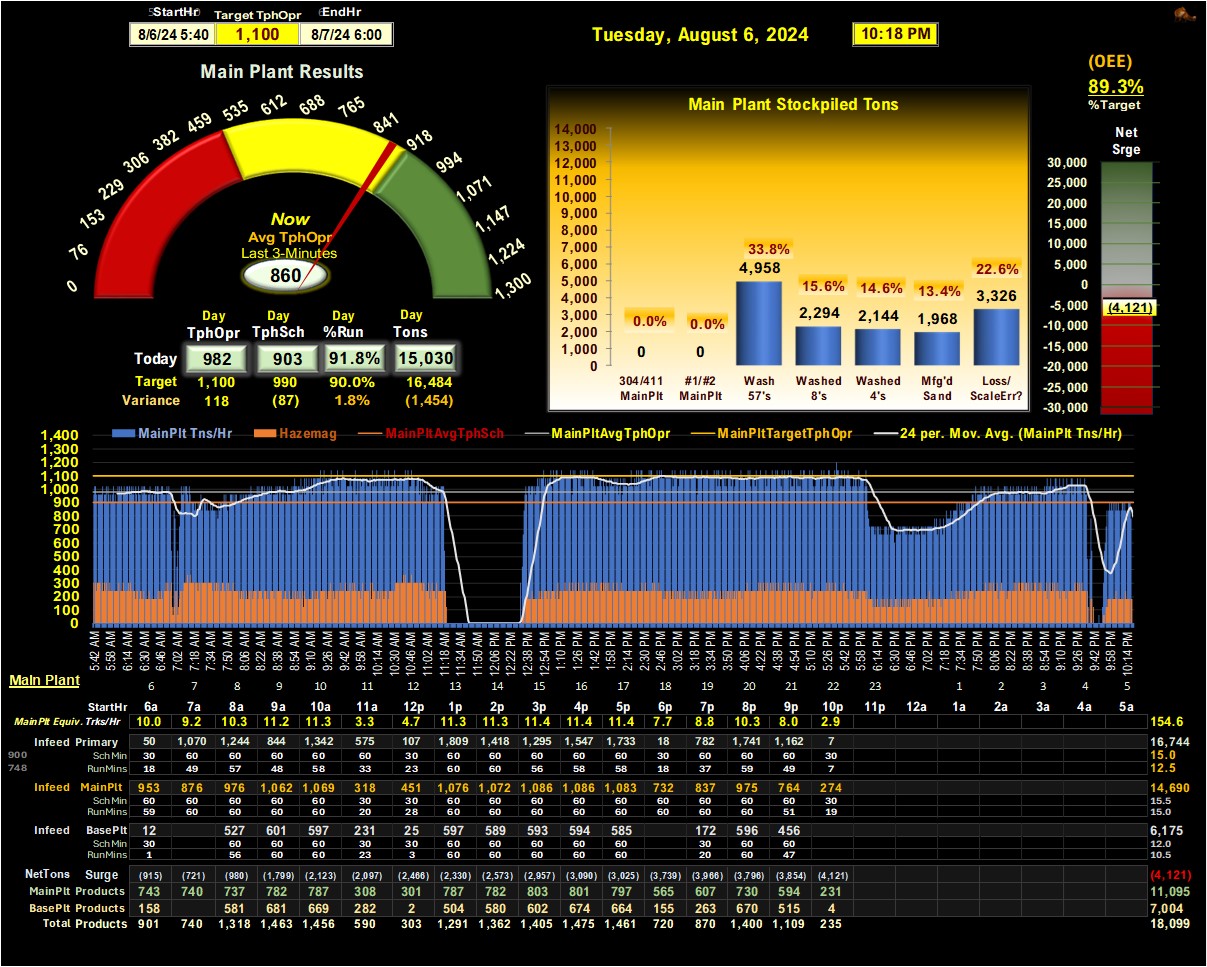 StartHr Target TphOpr EndHr
8/6/24 5:40 1,100 8/7/24 6:00
Tuesday, August 6, 2024 10:18 PM
(OEE)
89.3%
%Target
Main Plant Results
0 76 153 229 306 382 459 535 612 688 765 841 918 994 1,071 1,147 1,224 1,300
Now
Avg TphOpr
Last 3-Minutes
860
Day Day Day Day
TphOpr TphSch %Run Tons
Today 982 903 91.8% 15,030
Target 1,100 990 90.0% 16,484
Variance 118 (87) 1.8% (1,454)
Main Plant Stockpiled Tons
14,000
13,000
12,000
11,000
10,000
9,000
8,000
7,000
6,000
5,000
4,000
3,000
2,000
1,000
0
0.0% 0.0% 33.8% 15.6% 14.6% 13.4% 22.6%
0 0 4,958 2,294 2,144 1,968 3,326
304/411 #1/#2 Wash Washed Washed Mfg'd Loss/
MainPlt MainPlt 57's 8's 4's Sand ScaleErr?
Net
Srge
30,000
25,000
20,000
15,000
10,000
5,000
0
-5,000
-10,000
-15,000
-20,000
-25,000
-30,000
(4,121)
MainPlt Tns/Hr Hazemag MainPltAvgTphSch MainPltAvgTphOpr MainPltTargetTphOpr 24 per. Mov. Avg. (MainPlt Tns/Hr)
1,400
1,300
1,200
1,100
1,000
900
800
700
600
500
400
300
200
100
0
5:42 AM 5:58 AM 6:14 AM 6:30 AM 6:46 AM 7:02 AM 7:18 AM 7:34 AM 7:50 AM 8:06 AM 8:22 AM 8:38 AM 8:54 AM 9:10 AM 9:26 AM 9:42 AM 9:58 AM 10:14 AM 10:30 AM 10:46 AM 11:02 AM 11:18 AM 11:34 AM 11:50 AM 12:06 PM 12:22 PM 12:38 PM 12:54 PM 1:10 PM 1:26 PM 1:42 PM 1:58 PM 2:14 PM 2:30 PM 2:46 PM 3:02 PM 3:18 PM 3:34 PM 3:50 PM 4:06 PM 4:22 PM 4:38 PM 4:54 PM 5:10 PM 5:26 PM 5:42 PM 5:58 PM 6:14 PM 6:30 PM 6:46 PM 7:02 PM 7:18 PM 7:34 PM 7:50 PM 8:06 PM 8:22 PM 8:38 PM 8:54 PM 9:10 PM 9:26 PM 9:42 PM 9:58 PM 10:14 PM
Main Plant
6 7 8 9 10 11 12 13 14 15 16 17 18 19 20 21 22 23 1 2 3 4 5
StartHr 6a 7a 8a 9a 10a 11a 12p 1p 2p 3p 4p 5p 6p 7p 8p 9p 10p 11p 12a 1a 2a 3a 4a 5a
MainPlt Equiv. Trks/Hr 10.0 9.2 10.3 11.2 11.3 3.3 4.7 11.3 11.3 11.4 11.4 11.4 7.7 8.8 10.3 8.0 2.9 154.6
Infeed Primary 50 1,070 1,244 844 1,342 575 107 1,809 1,418 1,295 1,547 1,733 18 782 1,741 1,162 7 16,744
900 Sch Min 30 60 60 60 60 60 30 60 60 60 60 60 30 60 60 60 30 15.0
748 RunMins 18 49 57 48 58 33 23 60 60 56 58 58 18 37 59 49 7 12.5
Infeed MainPlt 953 876 976 1,062 1,069 318 451 1,076 1,072 1,086 1,086 1,083 732 837 975 764 274 14,690
Sch Min 60 60 60 60 60 30 30 60 60 60 60 60 60 60 60 60 30 15.5
RunMins 59 60 60 60 60 20 28 60 60 60 60 60 60 60 60 51 19 15.0
Infeed BasePlt 12 527 601 597 231 25 597 589 593 594 585 172 596 456 6,175
Sch Min 30 60 60 60 30 30 60 60 60 60 60 30 60 60 12.0
RunMins 1 56 60 60 23 3 60 60 60 60 60 20 60 47 10.5
NetTons Surge (915) (721) (980) (1,799) (2,123) (2,097) (2,466) (2,330) (2,573) (2,957) (3,090) (3,025) (3,739) (3,966) (3,796) (3,854) (4,121) (4,121)
MainPlt Products 743 740 737 782 787 308 301 787 782 803 801 797 565 607 730 594 231 11,095
BasePlt Products 158 581 681 669 282 2 504 580 602 674 664 155 263 670 515 4 7,004
Total Products 901 740 1,318 1,463 1,456 590 303 1,291 1,362 1,405 1,475 1,461 720 870 1,400 1,109 235 18,099